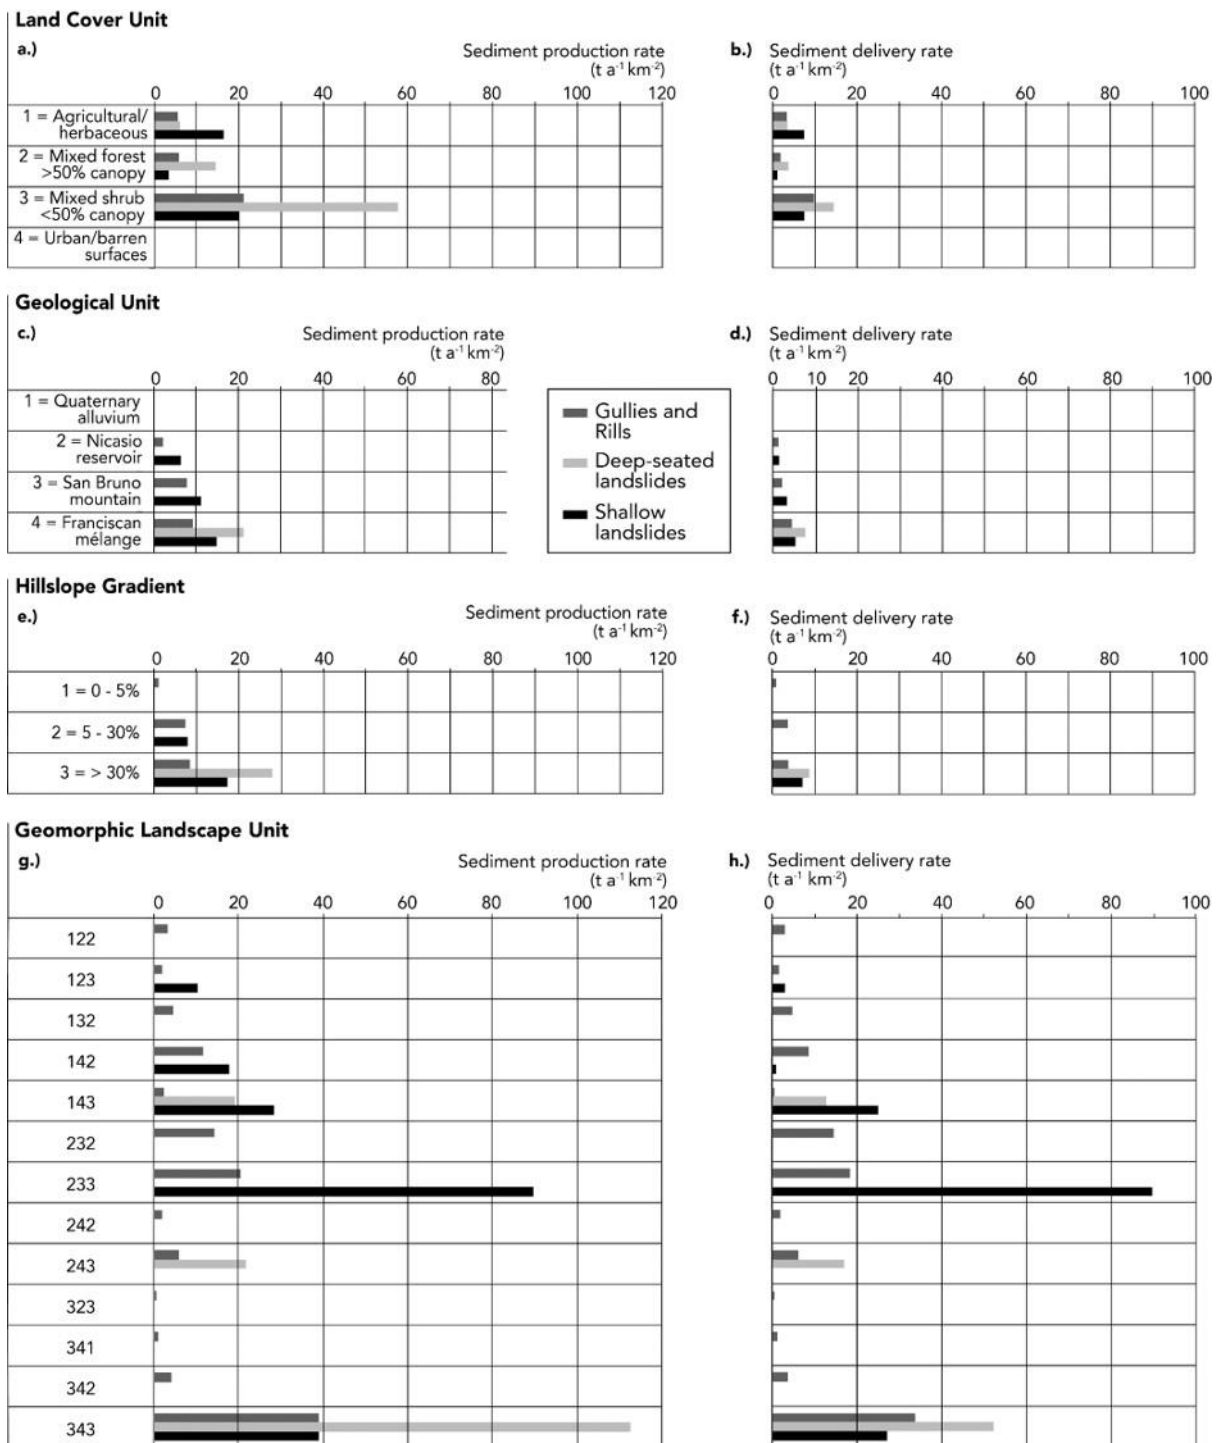 Land Cover Unit
a.)
Sediment production rate
(t a⁻¹ km⁻²)
0 20 40 60 80 100 120
b.)
Sediment delivery rate
(t a⁻¹ km⁻²)
0 20 40 60 80 100
1 = Agricultural/
herbaceous
2 = Mixed forest
>50% canopy
3 = Mixed shrub
<50% canopy
4 = Urban/barren
surfaces
Geological Unit
c.)
Sediment production rate
(t a⁻¹ km⁻²)
0 20 40 60 80
d.)
Sediment delivery rate
(t a⁻¹ km⁻²)
0 10 20 30 40 50 60 70 80 100
1 = Quaternary
alluvium
2 = Nicasio
reservoir
3 = San Bruno
mountain
4 = Franciscan
mélange
Gullies and
Rills
Deep-seated
landslides
Shallow
landslides
Hillslope Gradient
e.)
Sediment production rate
(t a⁻¹ km⁻²)
0 20 40 60 80 100 120
f.)
Sediment delivery rate
(t a⁻¹ km⁻²)
0 20 40 60 80 100
1 = 0 - 5%
2 = 5 - 30%
3 = > 30%
Geomorphic Landscape Unit
g.)
Sediment production rate
(t a⁻¹ km⁻²)
0 20 40 60 80 100 120
h.)
Sediment delivery rate
(t a⁻¹ km⁻²)
0 20 40 60 80 100
122
123
132
142
143
232
233
242
243
323
341
342
343